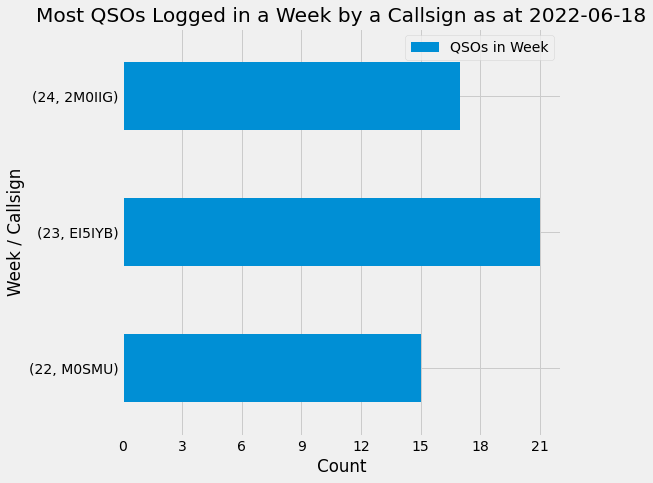 Most QSOs Logged in a Week by a Callsign as at 2022-06-18
QSOs in Week
(24, 2M0IIG)
(23, EI5IYB)
(22, M0SMU)
Week / Callsign
0 3 6 9 12 15 18 21
Count